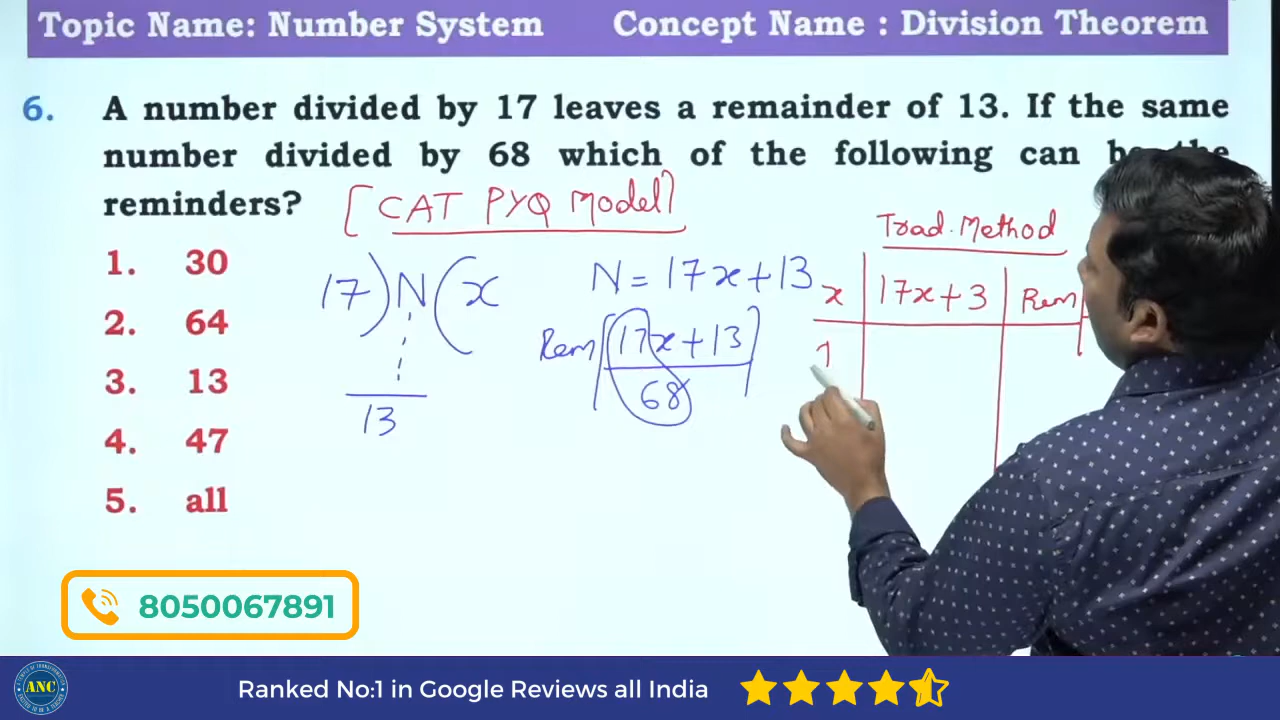 Topic Name: Number System Concept Name : Division Theorem
6. A number divided by 17 leaves a remainder of 13. If the same
number divided by 68 which of the following can be the
reminders? [CAT PYQ Model]
1. 30
2. 64
3. 13
4. 47
5. all
17)N(x
13
N = 17x+13
Rem[17x+13
68]
Trad. Method
x 17x+3 Rem
1
8050067891
ANC
Ranked No:1 in Google Reviews all India